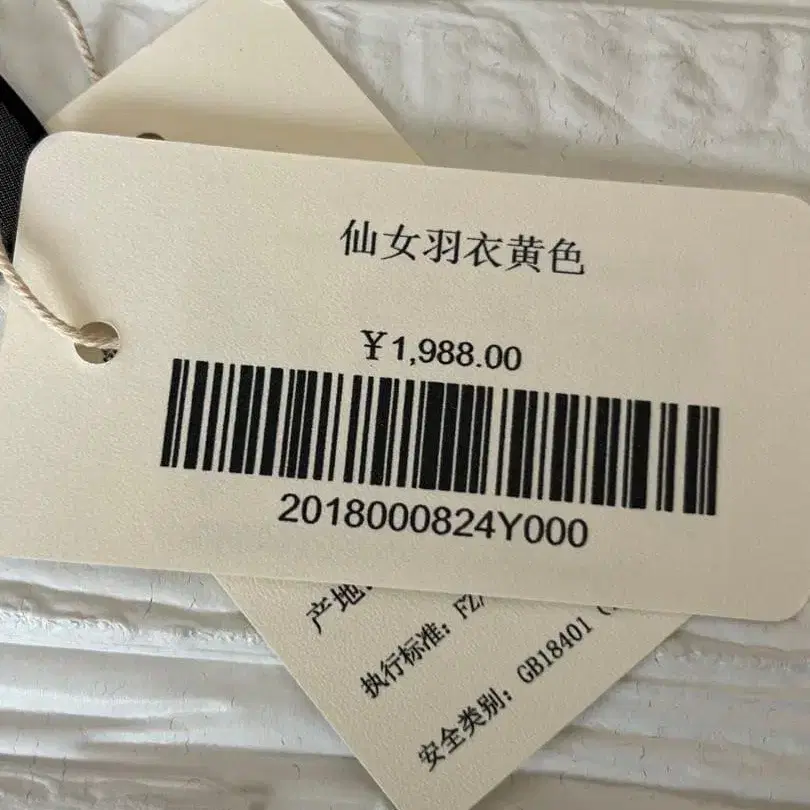 仙女羽衣黄色
¥1,988.00
2018000824Y000
产地:
执行标准: FZ/
安全类别: GB18401 (